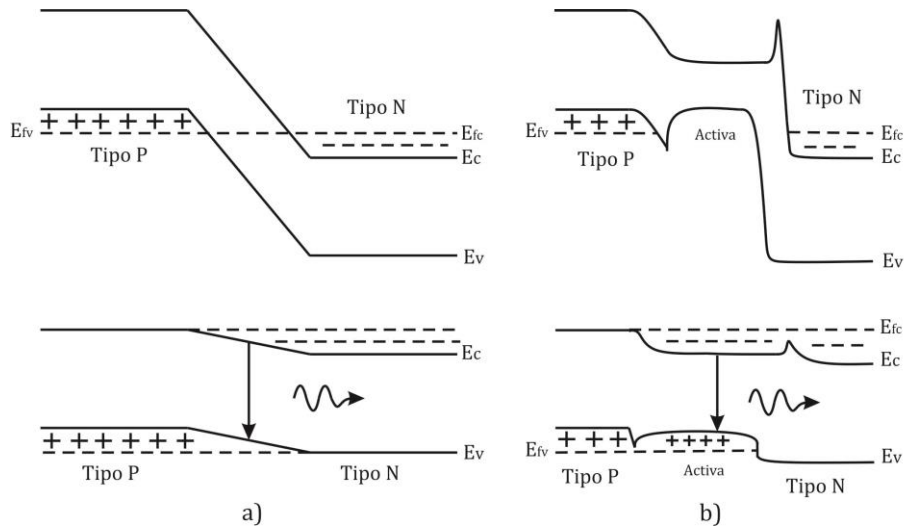 Tipo N
+ + + + + +
Efv
Efc
Tipo P
Ec
Ev
Ec
+ + + + + +
Ev
Tipo P
Tipo N
a)
Tipo N
+ + +
Efv
Activa
Efc
Tipo P
Ec
Ev
Efc
Ec
+ + +
+ + + +
Efv
Ev
Tipo P
Activa
Tipo N
b)